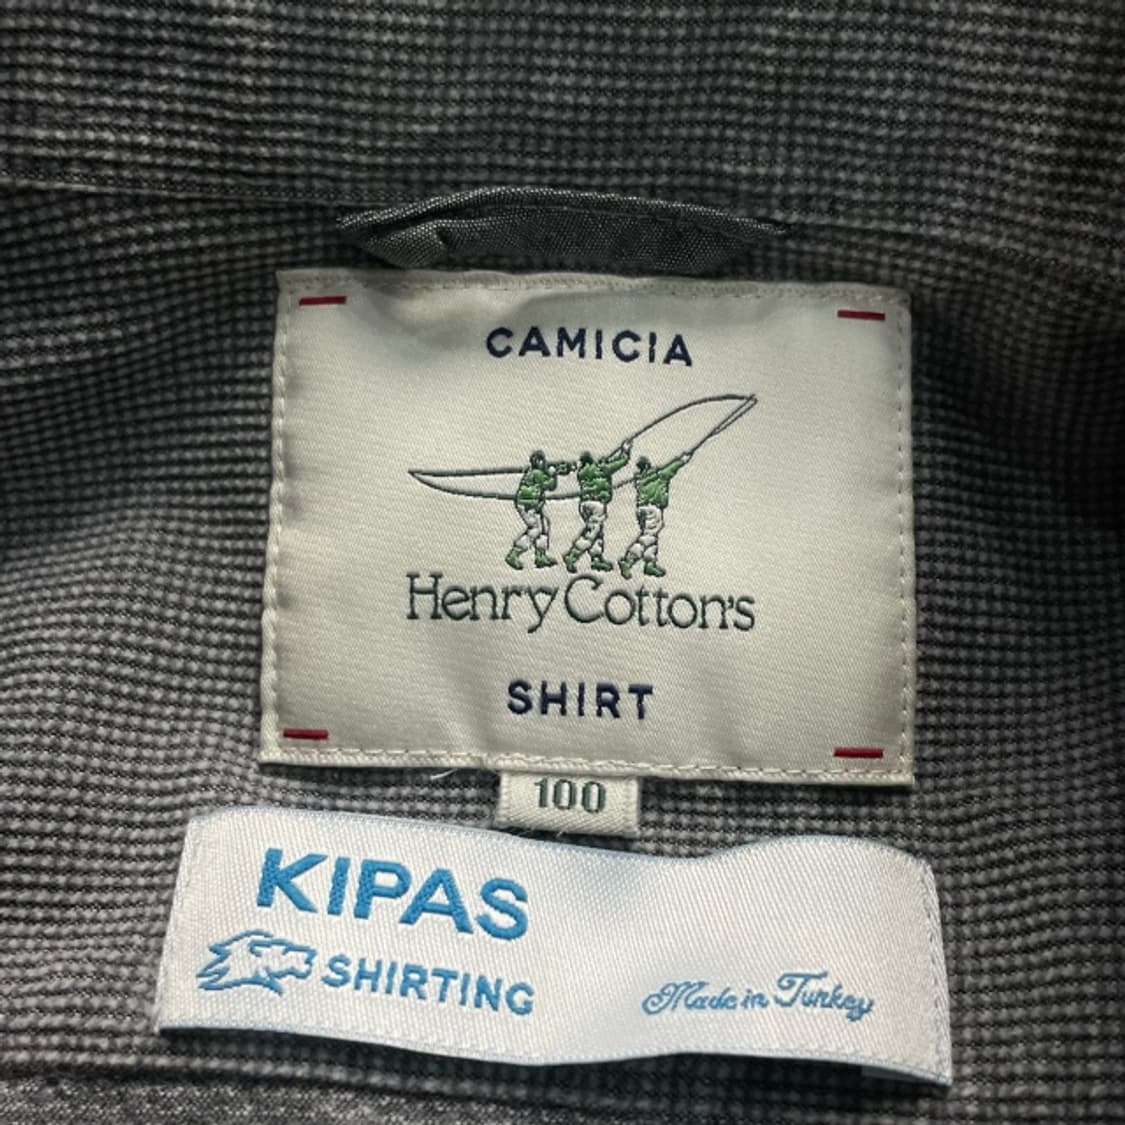 CAMICIA
Henry Cotton's
SHIRT
100
KIPAS
SHIRTING
Made in Turkey